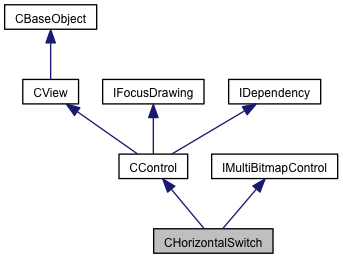 CBaseObject
CView
IFocusDrawing
IDependency
CControl
IMultiBitmapControl
CHorizontalSwitch